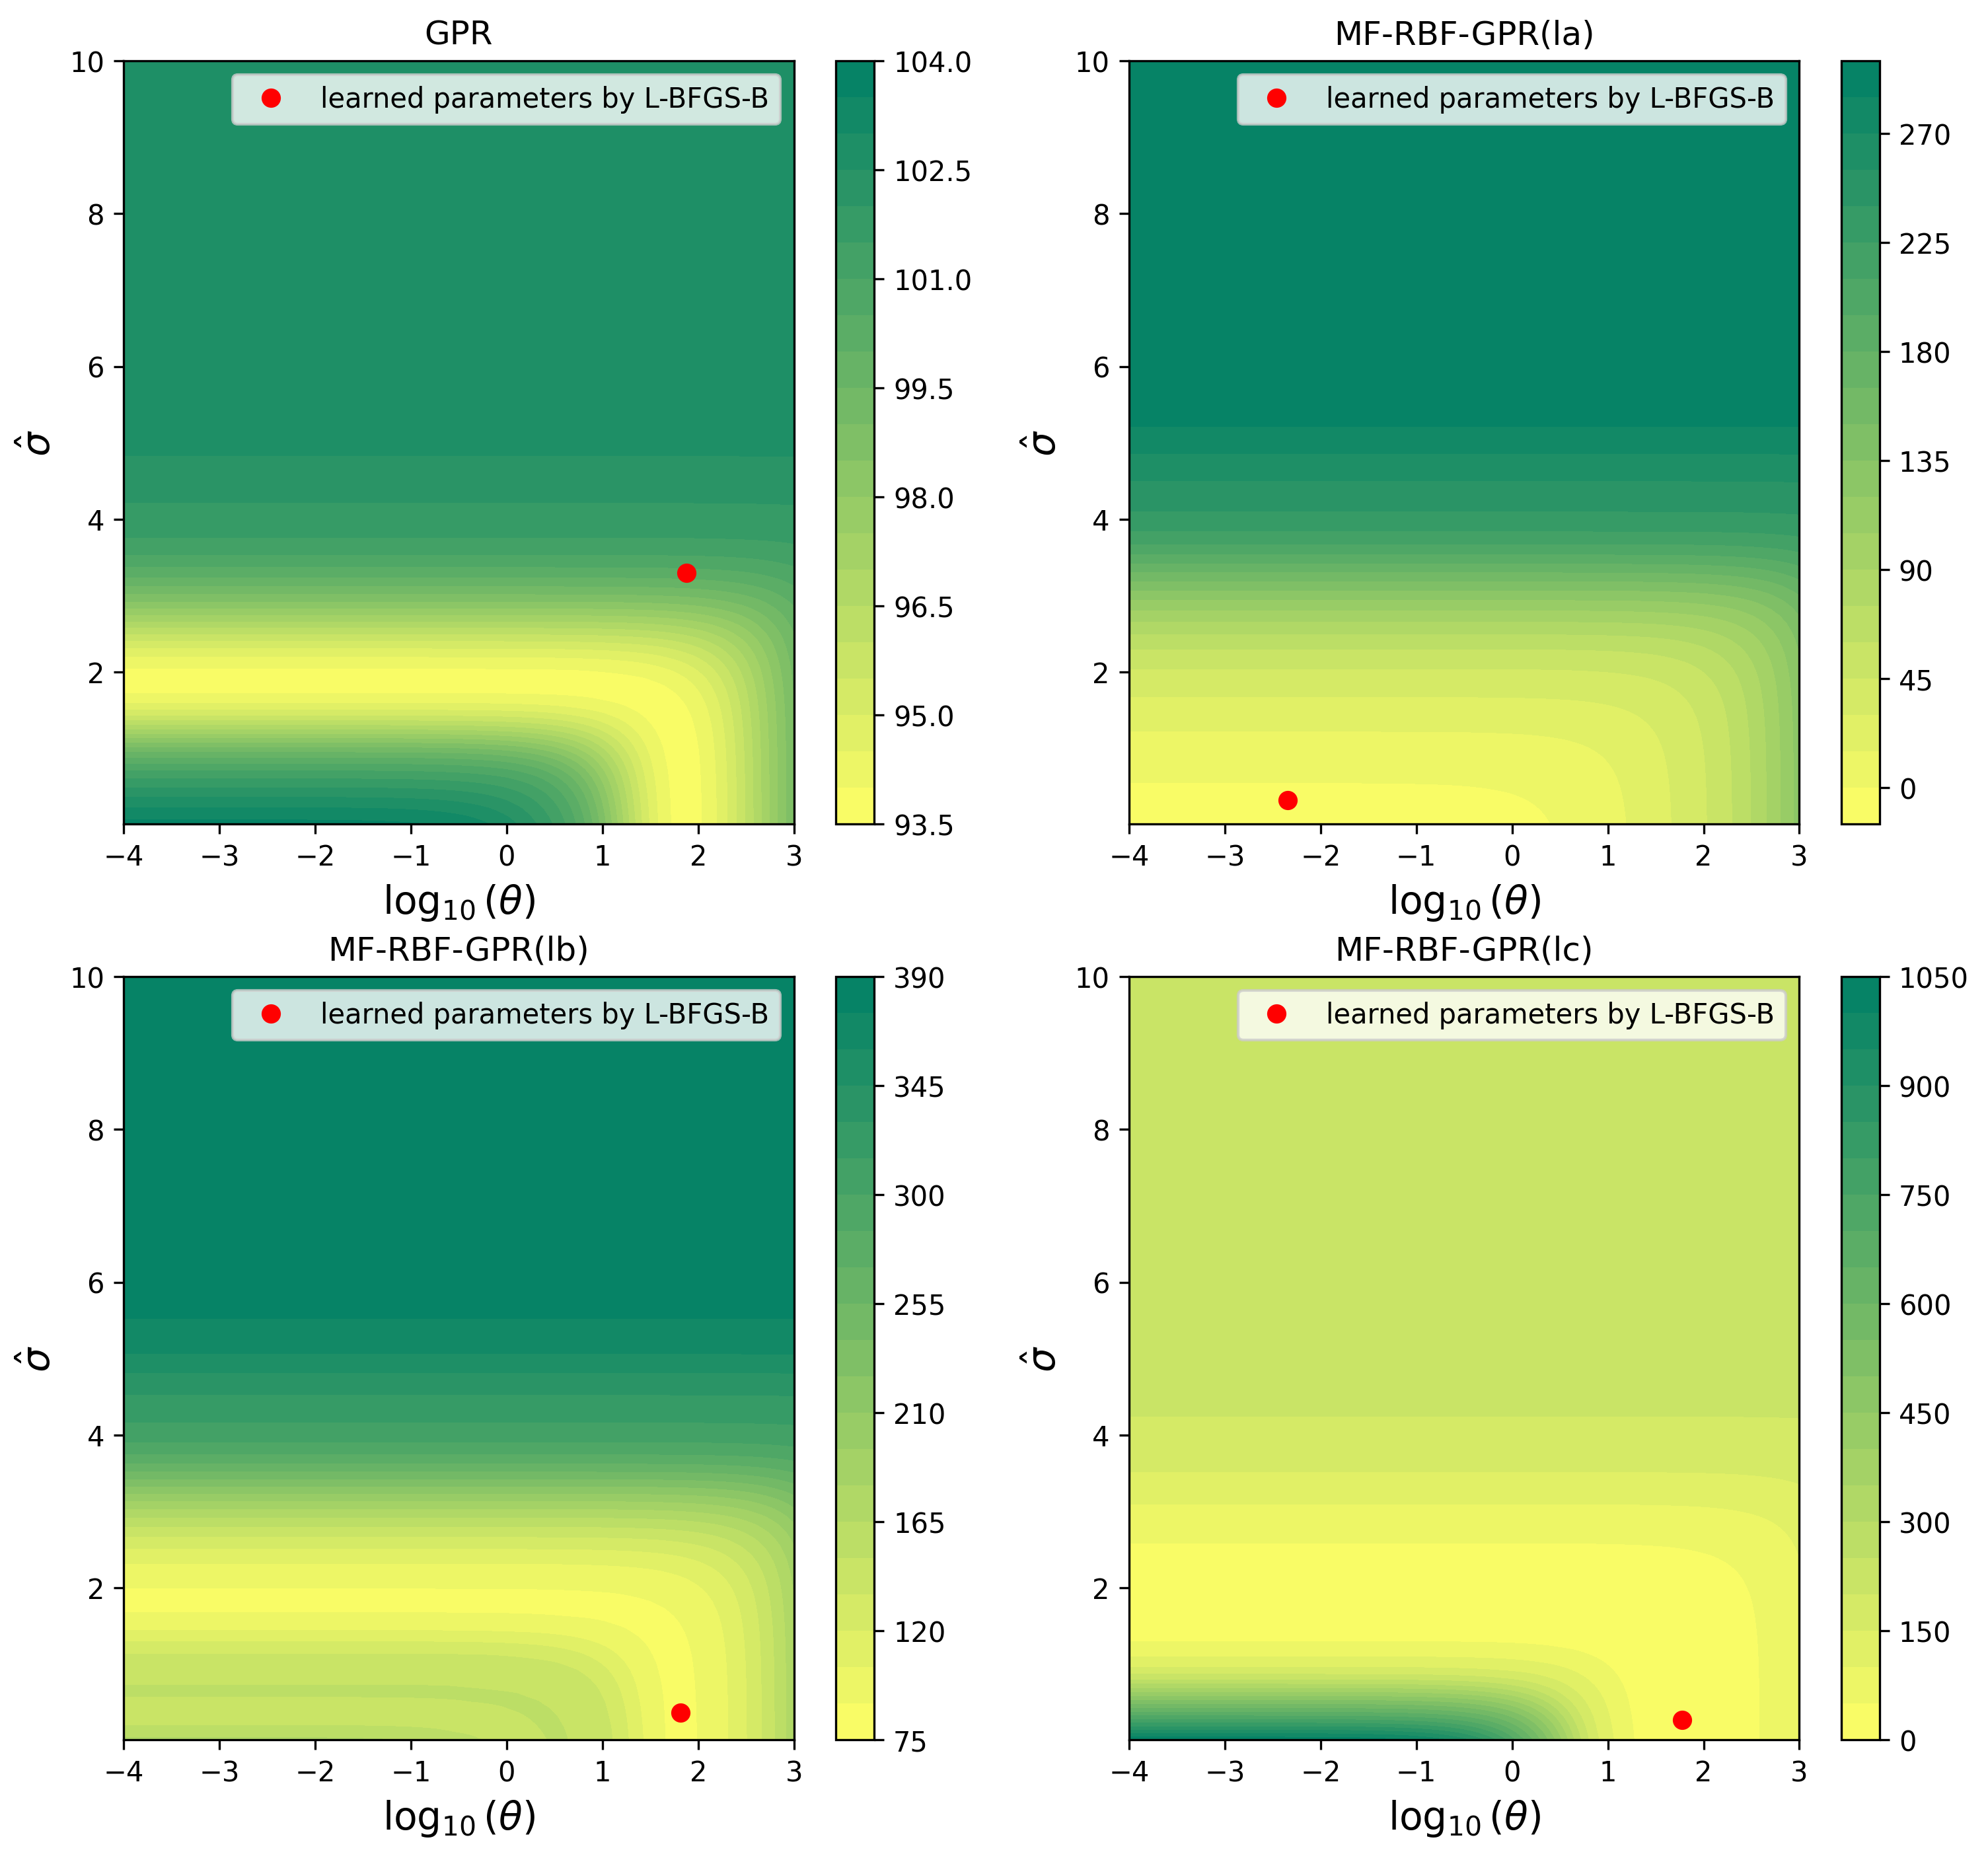 GPR
learned parameters by L-BFGS-B
10
8
6
4
2
σ̂
−4 −3 −2 −1 0 1 2 3
log₁₀(θ)
104.0
102.5
101.0
99.5
98.0
96.5
95.0
93.5
MF-RBF-GPR(la)
learned parameters by L-BFGS-B
10
8
6
4
2
σ̂
−4 −3 −2 −1 0 1 2 3
log₁₀(θ)
270
225
180
135
90
45
0
MF-RBF-GPR(lb)
learned parameters by L-BFGS-B
10
8
6
4
2
σ̂
−4 −3 −2 −1 0 1 2 3
log₁₀(θ)
390
345
300
255
210
165
120
75
MF-RBF-GPR(lc)
learned parameters by L-BFGS-B
10
8
6
4
2
σ̂
−4 −3 −2 −1 0 1 2 3
log₁₀(θ)
1050
900
750
600
450
300
150
0